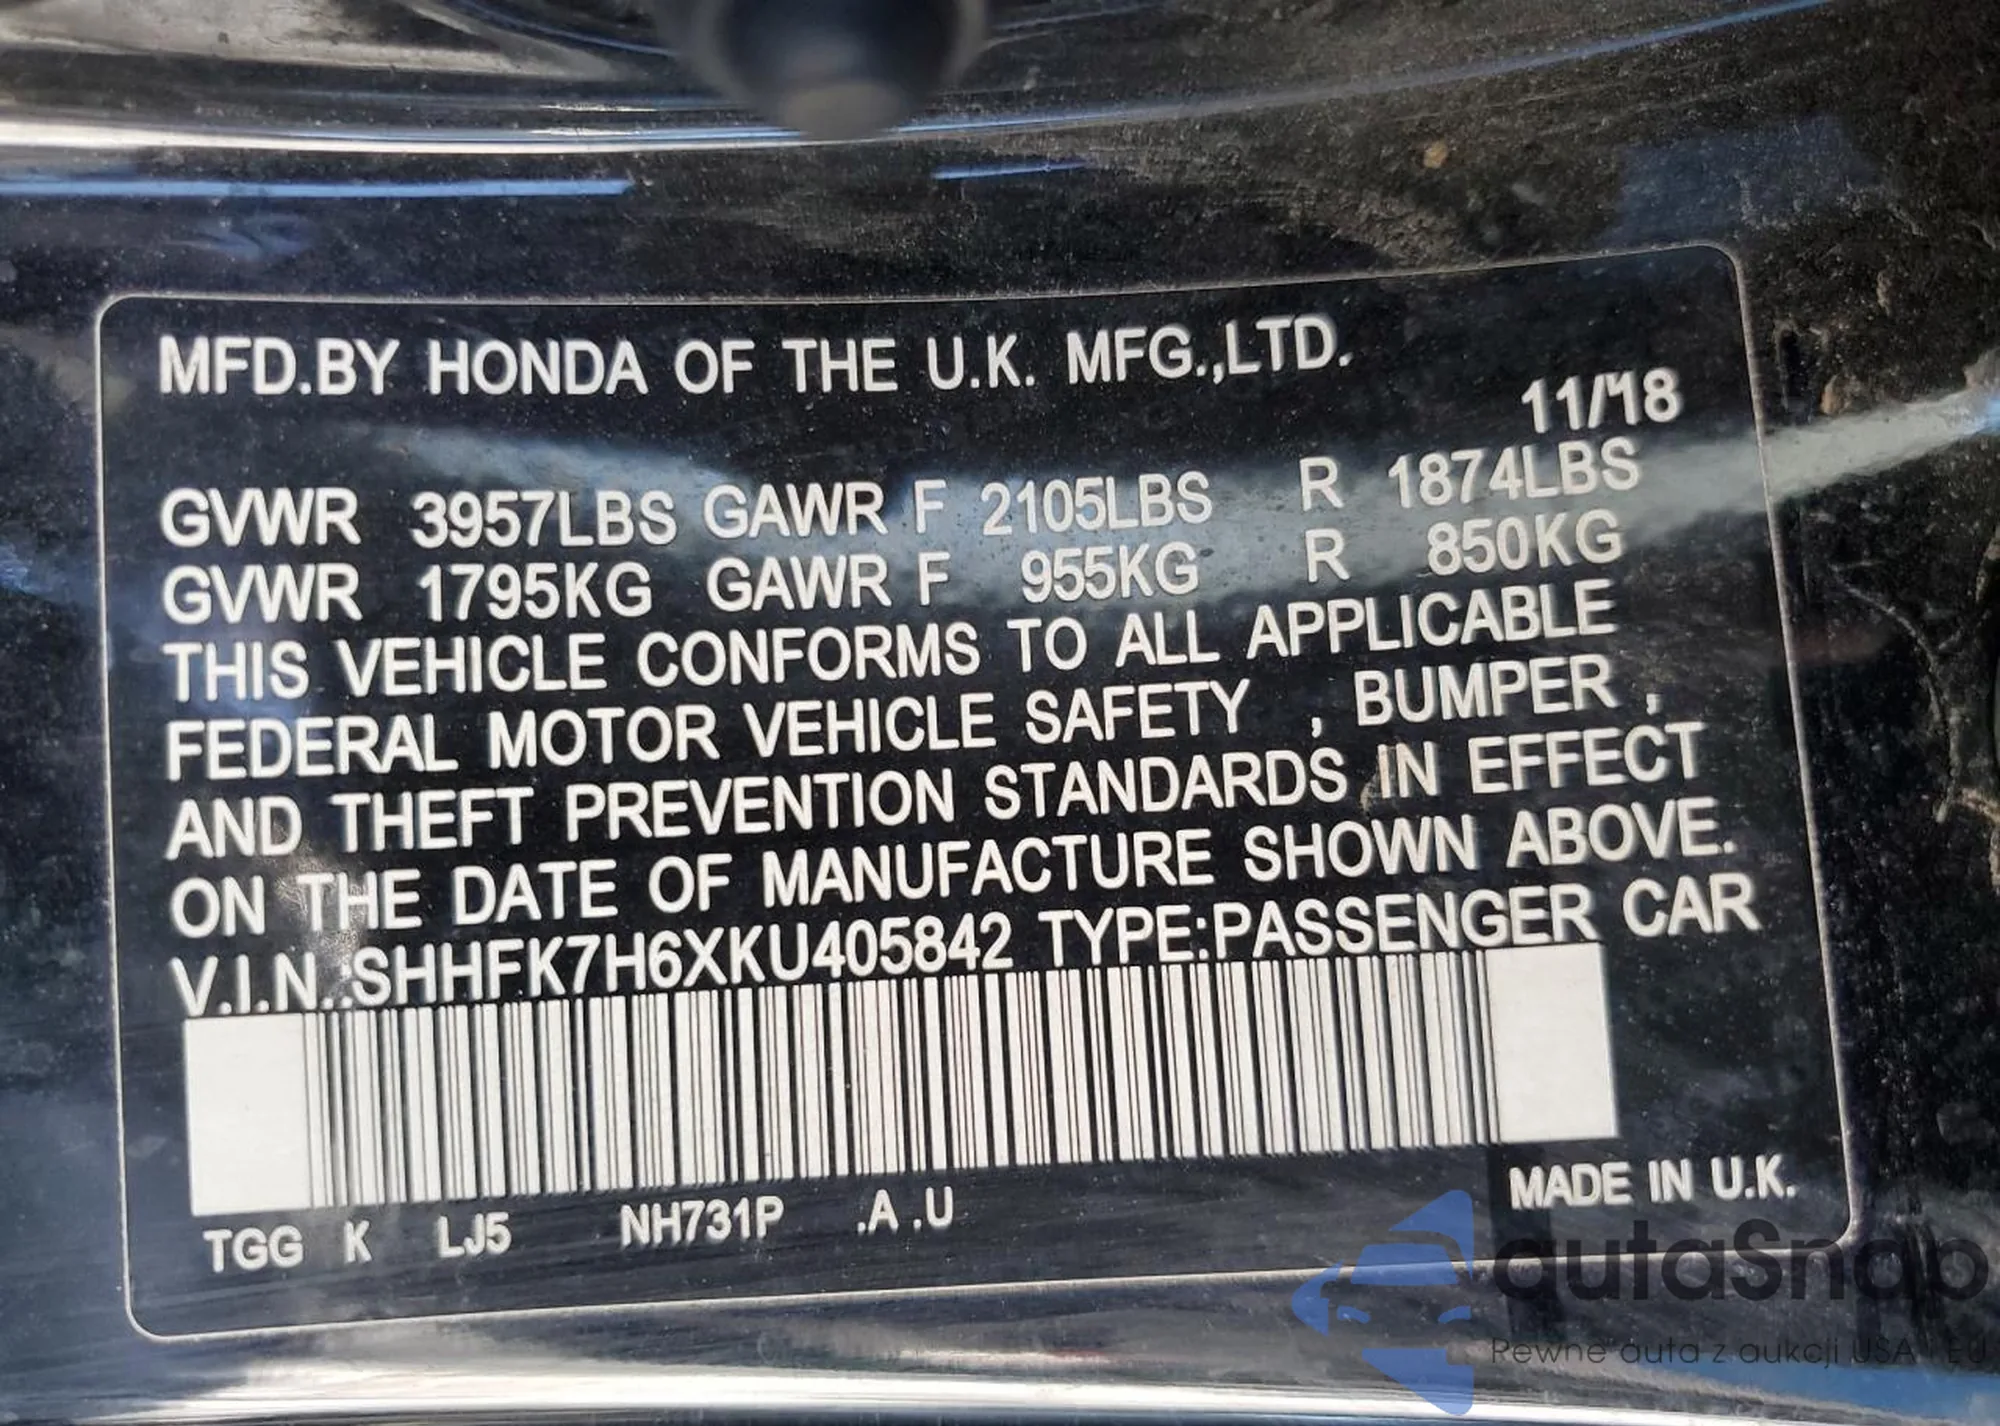 MFD.BY HONDA OF THE U.K. MFG.,LTD.
11/18
GVWR 3957LBS GAWR F 2105LBS R 1874LBS
GVWR 1795KG GAWR F 955KG R 850KG
THIS VEHICLE CONFORMS TO ALL APPLICABLE
FEDERAL MOTOR VEHICLE SAFETY , BUMPER ,
AND THEFT PREVENTION STANDARDS IN EFFECT
ON THE DATE OF MANUFACTURE SHOWN ABOVE.
V.I.N.:SHHFK7H6XKU405842 TYPE:PASSENGER CAR
TGG K LJ5 NH731P .A .U
MADE IN U.K.
autaSnap
Pewne auta z aukcji USA i EU